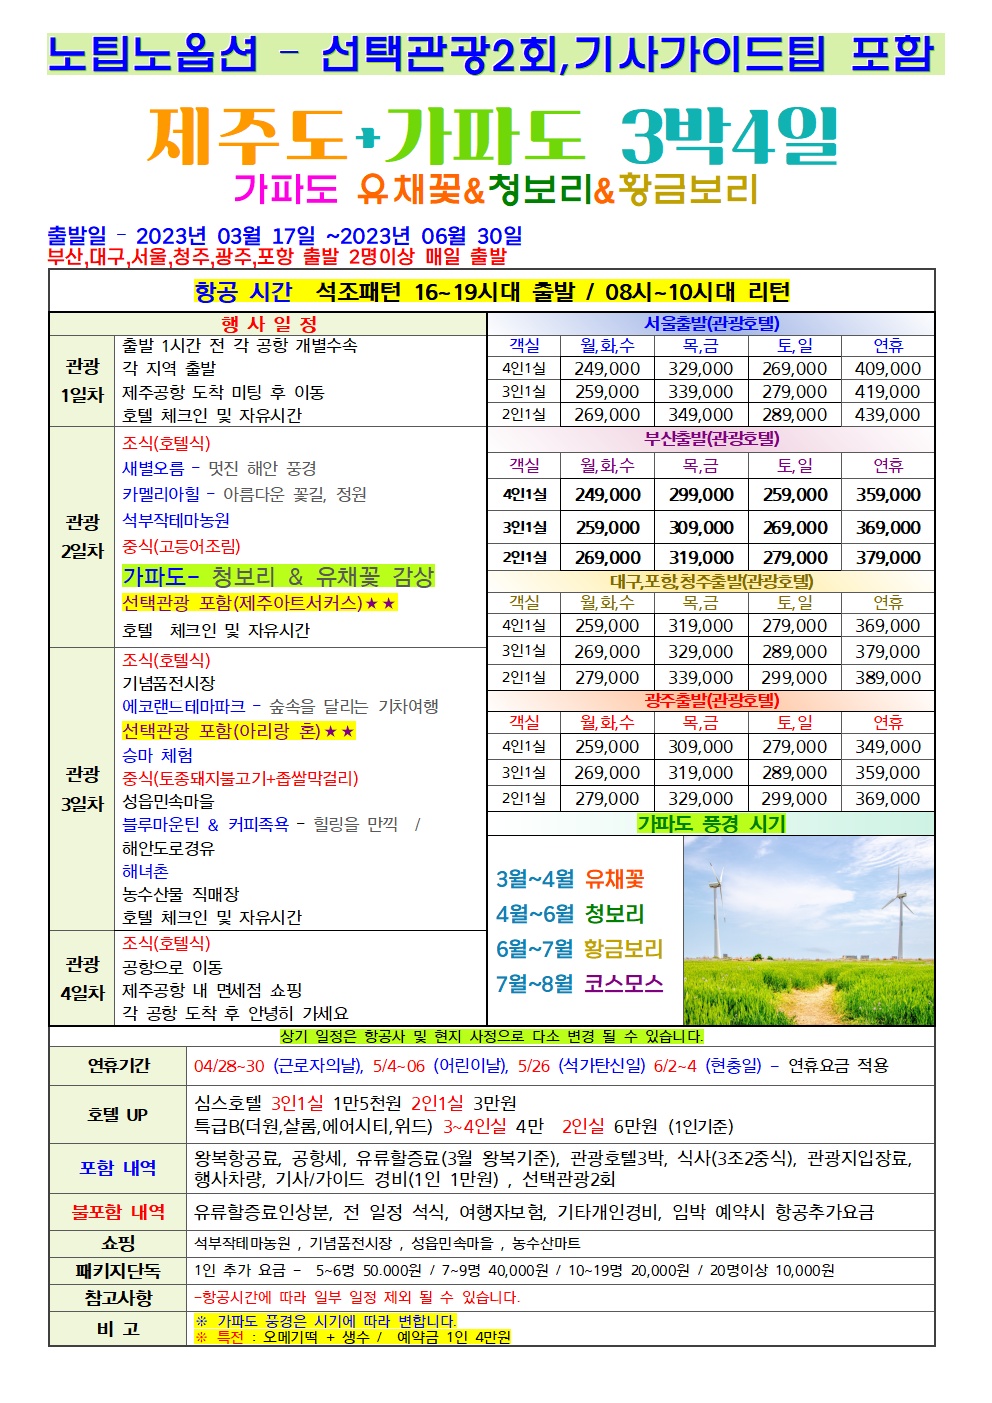 노팁노옵션 - 선택관광2회,기사가이드팁 포함
제주도+가파도 3박4일
가파도 유채꽃&청보리&황금보리
출발일 - 2023년 03월 17일 ~2023년 06월 30일
부산,대구,서울,청주,광주,포항 출발 2명이상 매일 출발
항공 시간 석조패턴 16~19시대 출발 / 08시~10시대 리턴
행 사 일 정
관광
1일차
출발 1시간 전 각 공항 개별수속
각 지역 출발
제주공항 도착 미팅 후 이동
호텔 체크인 및 자유시간
관광
2일차
조식(호텔식)
새별오름 - 멋진 해안 풍경
카멜리아힐 - 아름다운 꽃길, 정원
석부작테마농원
중식(고등어조림)
가파도- 청보리 & 유채꽃 감상
선택관광 포함(제주아트서커스)★★
호텔 체크인 및 자유시간
관광
3일차
조식(호텔식)
기념품전시장
에코랜드테마파크 - 숲속을 달리는 기차여행
선택관광 포함(아리랑 혼)★★
승마 체험
중식(토종돼지불고기+좁쌀막걸리)
성읍민속마을
블루마운틴 & 커피족욕 - 힐링을 만끽 /
해안도로경유
해녀촌
농수산물 직매장
호텔 체크인 및 자유시간
관광
4일차
조식(호텔식)
공항으로 이동
제주공항 내 면세점 쇼핑
각 공항 도착 후 안녕히 가세요
서울출발(관광호텔)
객실 월,화,수 목,금 토,일 연휴
4인1실 249,000 329,000 269,000 409,000
3인1실 259,000 339,000 279,000 419,000
2인1실 269,000 349,000 289,000 439,000
부산출발(관광호텔)
객실 월,화,수 목,금 토,일 연휴
4인1실 249,000 299,000 259,000 359,000
3인1실 259,000 309,000 269,000 369,000
2인1실 269,000 319,000 279,000 379,000
대구,포항,청주출발(관광호텔)
객실 월,화,수 목,금 토,일 연휴
4인1실 259,000 319,000 279,000 369,000
3인1실 269,000 329,000 289,000 379,000
2인1실 279,000 339,000 299,000 389,000
광주출발(관광호텔)
객실 월,화,수 목,금 토,일 연휴
4인1실 259,000 309,000 279,000 349,000
3인1실 269,000 319,000 289,000 359,000
2인1실 279,000 329,000 299,000 369,000
가파도 풍경 시기
3월~4월 유채꽃
4월~6월 청보리
6월~7월 황금보리
7월~8월 코스모스
상기 일정은 항공사 및 현지 사정으로 다소 변경 될 수 있습니다.
연휴기간 04/28~30 (근로자의날), 5/4~06 (어린이날), 5/26 (석가탄신일) 6/2~4 (현충일) - 연휴요금 적용
호텔 UP
심스호텔 3인1실 1만5천원 2인1실 3만원
특급B(더원,샬롬,에어시티,위드) 3~4인실 4만 2인실 6만원 (1인기준)
포함 내역
왕복항공료, 공항세, 유류할증료(3월 왕복기준), 관광호텔3박, 식사(3조2중식), 관광지입장료,
행사차량, 기사/가이드 경비(1인 1만원) , 선택관광2회
불포함 내역 유류할증료인상분, 전 일정 석식, 여행자보험, 기타개인경비, 임박 예약시 항공추가요금
쇼핑 석부작테마농원 , 기념품전시장 , 성읍민속마을 , 농수산마트
패키지단독 1인 추가 요금 - 5~6명 50.000원 / 7~9명 40,000원 / 10~19명 20,000원 / 20명이상 10,000원
참고사항 -항공시간에 따라 일부 일정 제외 될 수 있습니다.
비 고
※ 가파도 풍경은 시기에 따라 변합니다.
※ 특전 : 오메기떡 + 생수 / 예약금 1인 4만원